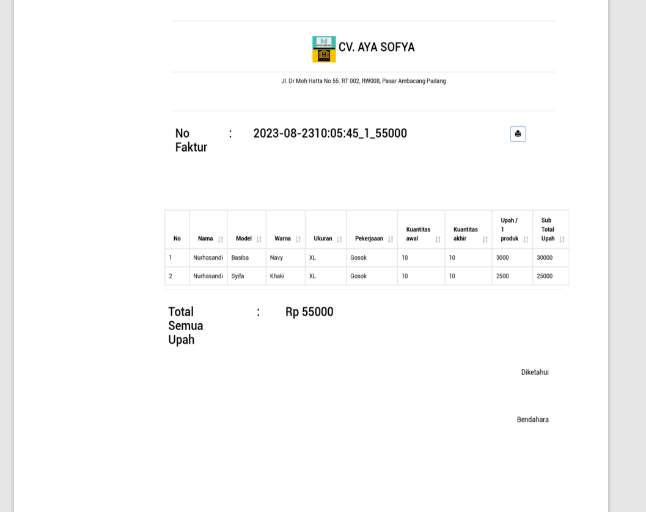 CV. AYA SOFYA
Jl. Dr Moh Hatta No 55. RT 002, RW008, Pasar Ambacang Padang
No Faktur : 2023-08-2310:05:45_1_55000
No Nama Model Warna Ukuran Pekerjaaan Kuantitas awal Kuantitas akhir Upah / 1 produk Sub Total Upah
1 Nurhasandi Basiba Navy XL Gosok 10 10 3000 30000
2 Nurhasandi Syifa Khaki XL Gosok 10 10 2500 25000
Total Semua Upah : Rp 55000
Diketahui
Bendahara